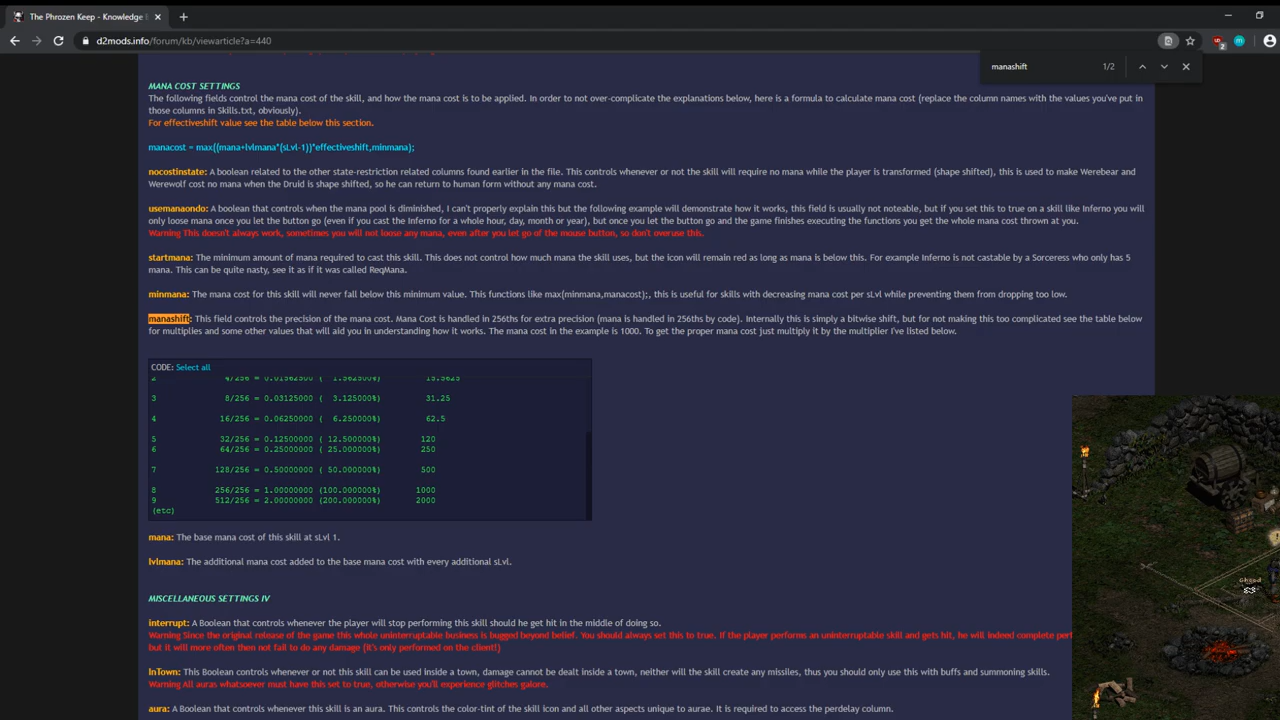 The Phrozen Keep - Knowledge B
d2mods.info/forum/kb/viewarticle?a=440
2
m
manashift 1/2
MANA COST SETTINGS
The following fields control the mana cost of the skill, and how the mana cost is to be applied. In order to not over-complicate the explanations below, here is a formula to calculate mana cost (replace the column names with the values you've put in
those columns in Skills.txt, obviously).
For effectiveshift value see the table below this section.
manacost = max((mana+lvlmana*(sLvl-1))*effectiveshift,minmana);
nocostinstate: A boolean related to the other state-restriction related columns found earlier in the file. This controls whenever or not the skill will require no mana while the player is transformed (shape shifted), this is used to make Werebear and
Werewolf cost no mana when the Druid is shape shifted, so he can return to human form without any mana cost.
usemanaondo: A boolean that controls when the mana pool is diminished, I can't properly explain this but the following example will demonstrate how it works, this field is usually not noteable, but if you set this to true on a skill like Inferno you will
only loose mana once you let the button go (even if you cast the Inferno for a whole hour, day, month or year), but once you let the button go and the game finishes executing the functions you get the whole mana cost thrown at you.
Warning This doesn't always work, sometimes you will not loose any mana, even after you let go of the mouse button, so don't overuse this.
startmana: The minimum amount of mana required to cast this skill. This does not control how much mana the skill uses, but the icon will remain red as long as mana is below this. For example Inferno is not castable by a Sorceress who only has 5
mana. This can be quite nasty, see it as if it was called ReqMana.
minmana: The mana cost for this skill will never fall below this minimum value. This functions like max(minmana,manacost);, this is useful for skills with decreasing mana cost per sLvl while preventing them from dropping too low.
manashift: This field controls the precision of the mana cost. Mana Cost is handled in 256ths for extra precision (mana is handled in 256ths by code). Internally this is simply a bitwise shift, but for not making this too complicated see the table below
for multiplies and some other values that will aid you in understanding how it works. The mana cost in the example is 1000. To get the proper mana cost just multiply it by the multiplier I've listed below.
CODE: Select all
2 4/256 = 0.01562500 ( 1.562500%) 15.5625
3 8/256 = 0.03125000 ( 3.125000%) 31.25
4 16/256 = 0.06250000 ( 6.250000%) 62.5
5 32/256 = 0.12500000 ( 12.500000%) 120
6 64/256 = 0.25000000 ( 25.000000%) 250
7 128/256 = 0.50000000 ( 50.000000%) 500
8 256/256 = 1.00000000 (100.000000%) 1000
9 512/256 = 2.00000000 (200.000000%) 2000
(etc)
mana: The base mana cost of this skill at sLvl 1.
lvlmana: The additional mana cost added to the base mana cost with every additional sLvl.
MISCELLANEOUS SETTINGS IV
interrupt: A Boolean that controls whenever the player will stop performing this skill should he get hit in the middle of doing so.
Warning Since the original release of the game this whole uninterruptable business is bugged beyond belief. You should always set this to true. If the player performs an uninterruptable skill and gets hit, he will indeed complete perf
but it will more often then not fail to do any damage (it's only performed on the client!)
InTown: This Boolean controls whenever or not this skill can be used inside a town, damage cannot be dealt inside a town, neither will the skill create any missiles, thus you should only use this with buffs and summoning skills.
Warning All auras whatsoever must have this set to true, otherwise you'll experience glitches galore.
aura: A Boolean that controls whenever this skill is an aura. This controls the color-tint of the skill icon and all other aspects unique to aurae. It is required to access the perdelay column.